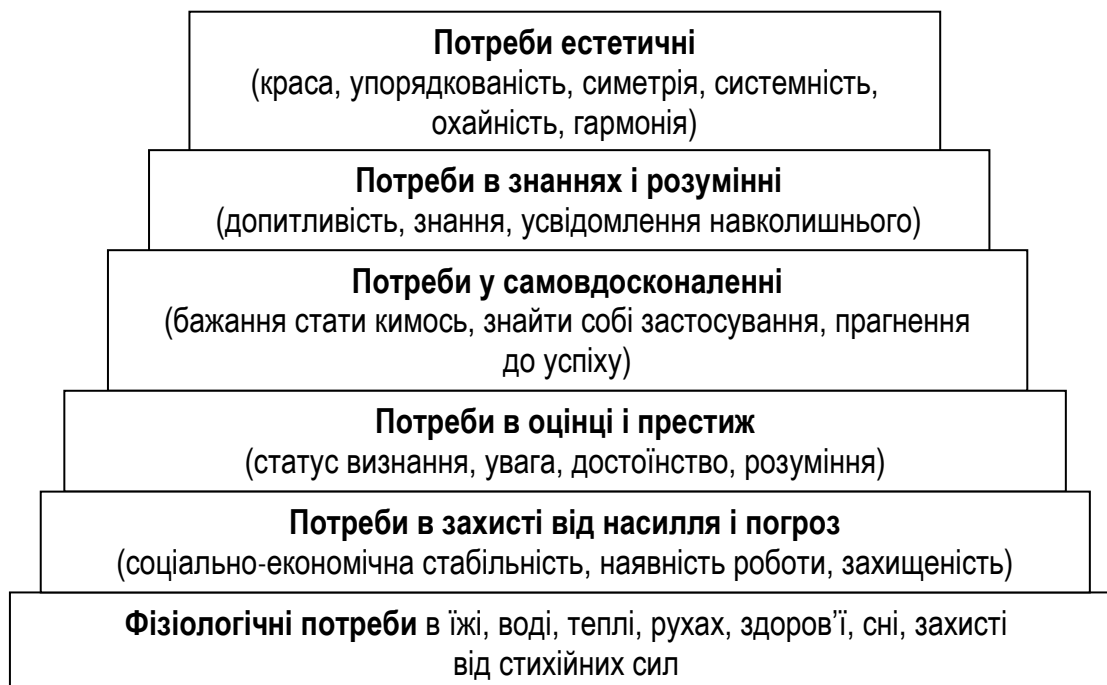 Потреби естетичні
(краса, упорядкованість, симетрія, системність,
охайність, гармонія)
Потреби в знаннях і розумінні
(допитливість, знання, усвідомлення навколишнього)
Потреби у самовдосконаленні
(бажання стати кимось, знайти собі застосування, прагнення
до успіху)
Потреби в оцінці і престиж
(статус визнання, увага, достоїнство, розуміння)
Потреби в захисті від насилля і погроз
(соціально-економічна стабільність, наявність роботи, захищеність)
Фізіологічні потреби в їжі, воді, теплі, рухах, здоров’ї, сні, захисті
від стихійних сил